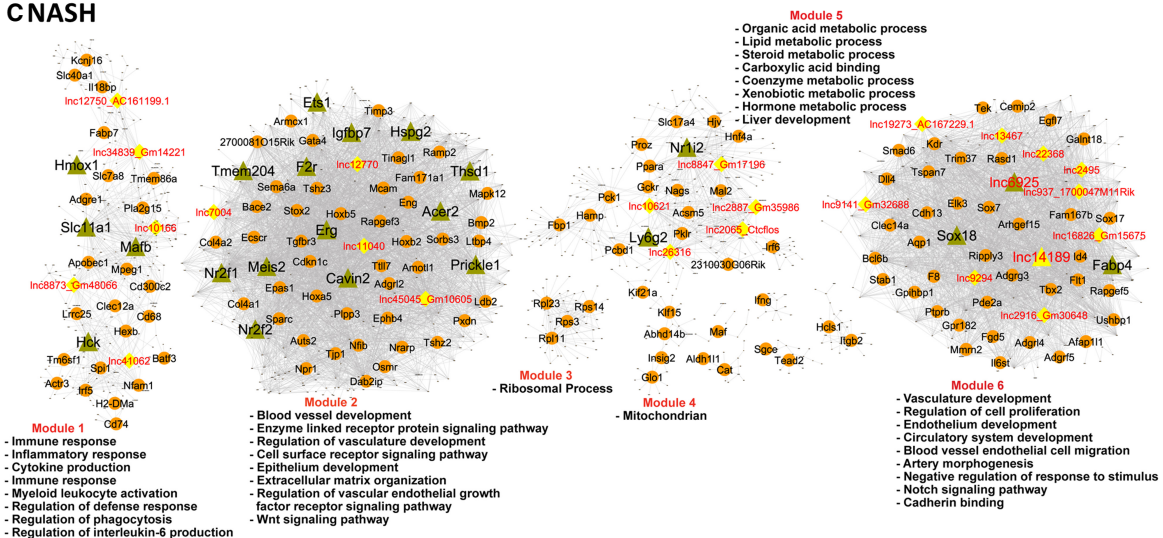 C NASH
Kcnj16
Slc40a1
Il18bp
lnc12750_AC161199.1
Fabp7
lnc34839_Gm14221
Hmox1
Slc7a8
Tmem86a
Adgre1
Pla2g15
Slc11a1
lnc10166
Mafb
Apobec1
Mpeg1
lnc8873_Gm48066
Cd300c2
Clec12a
Lrrc25
Cd68
Hexb
Hck
Tm6sf1
lnc41062
Batf3
Spi1
Actr3
Irf5
Nfam1
H2-DMa
Cd74
Module 1
- Immune response
- Inflammatory response
- Cytokine production
- Immune response
- Myeloid leukocyte activation
- Regulation of defense response
- Regulation of phagocytosis
- Regulation of interleukin-6 production
Ets1
Timp3
Armcx1
Igfbp7
Hspg2
2700081O15Rik
Gata4
Tinagl1
Ramp2
lnc12770
Tmem204
F2r
Fam171a1
Thsd1
Sema6a
Tshz3
Mcam
Mapk12
Eng
Bace2
lnc7004
Stox2
Hoxb5
Rapgef3
Acer2
Bmp2
Erg
Col4a2
Ecscr
Tgfbr3
lnc11040
Hoxb2
Sorbs3
Ltbp4
Cdkn1c
Nr2f1
Meis2
Ttll7
Amotl1
Prickle1
Epas1
Cavin2
Adgrl2
Col4a1
Hoxa5
lnc45045_Gm10605
Ldb2
Sparc
Plpp3
Ephb4
Pxdn
Nr2f2
Auts2
Nfib
Nrarp
Tshz2
Tjp1
Npr1
Osmr
Dab2ip
Module 2
- Blood vessel development
- Enzyme linked receptor protein signaling pathway
- Regulation of vasculature development
- Cell surface receptor signaling pathway
- Epithelium development
- Extracellular matrix organization
- Regulation of vascular endothelial growth
factor receptor signaling pathway
- Wnt signaling pathway
Rpl23
Rps14
Rps3
Rpl11
Module 3
- Ribosomal Process
Module 5
- Organic acid metabolic process
- Lipid metabolic process
- Steroid metabolic process
- Carboxylic acid binding
- Coenzyme metabolic process
- Xenobiotic metabolic process
- Hormone metabolic process
- Liver development
Slc17a4
Hjv
Hnf4a
Proz
Nr1i2
Ppara
lnc8847_Gm17196
Gckr
Nags
Mal2
Pck1
lnc10621
Acsm5
lnc2887_Gm35986
Hamp
Fbp1
Pklr
lnc2065_Ctcflos
Ly6g2
Pcbd1
lnc26316
Irf6
2310030G06Rik
Kif21a
Ifng
Klf15
Abhd14b
Maf
Hcls1
Itgb2
Insig2
Aldh1l1
Sgce
Tead2
Glo1
Cat
Module 4
- Mitochondrian
Tek
Cemip2
lnc19273_AC167229.1
Egfl7
lnc13467
Kdr
Galnt18
Smad6
lnc22368
Trim37
Rasd1
Tspan7
lnc2495
Dll4
lnc6925
lnc937_1700047M11Rik
lnc9141_Gm32688
Elk3
Sox7
Cdh13
Fam167b
Sox17
Clec14a
Arhgef15
lnc16826_Gm15675
Sox18
Aqp1
Ripply3
lnc14189
Id4
Bcl6b
Fabp4
F8
lnc9294
Adgrg3
Flt1
Stab1
Tbx2
Rapgef5
Gpihbp1
Pde2a
Ptprb
lnc2916_Gm30648
Ushbp1
Gpr182
Fgd5
Adgrl4
Afap1l1
Mmrn2
Il6st
Adgrf5
Module 6
- Vasculature development
- Regulation of cell proliferation
- Endothelium development
- Circulatory system development
- Blood vessel endothelial cell migration
- Artery morphogenesis
- Negative regulation of response to stimulus
- Notch signaling pathway
- Cadherin binding